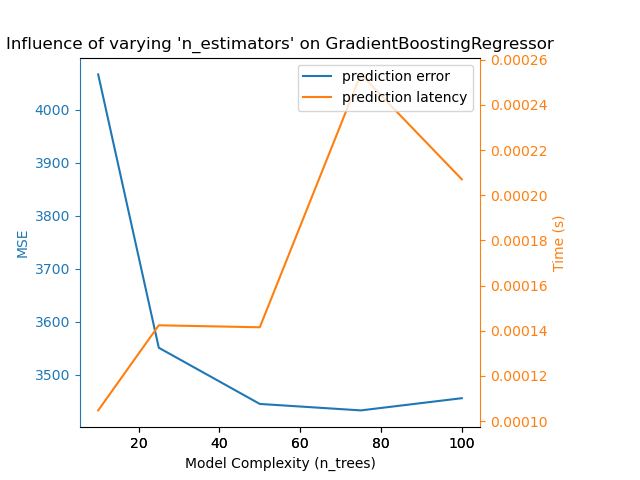 Influence of varying 'n_estimators' on GradientBoostingRegressor
prediction error
prediction latency
MSE
4000
3900
3800
3700
3600
3500
0.00026
0.00024
0.00022
0.00020
0.00018
0.00016
0.00014
0.00012
0.00010
Time (s)
20 40 60 80 100
Model Complexity (n_trees)